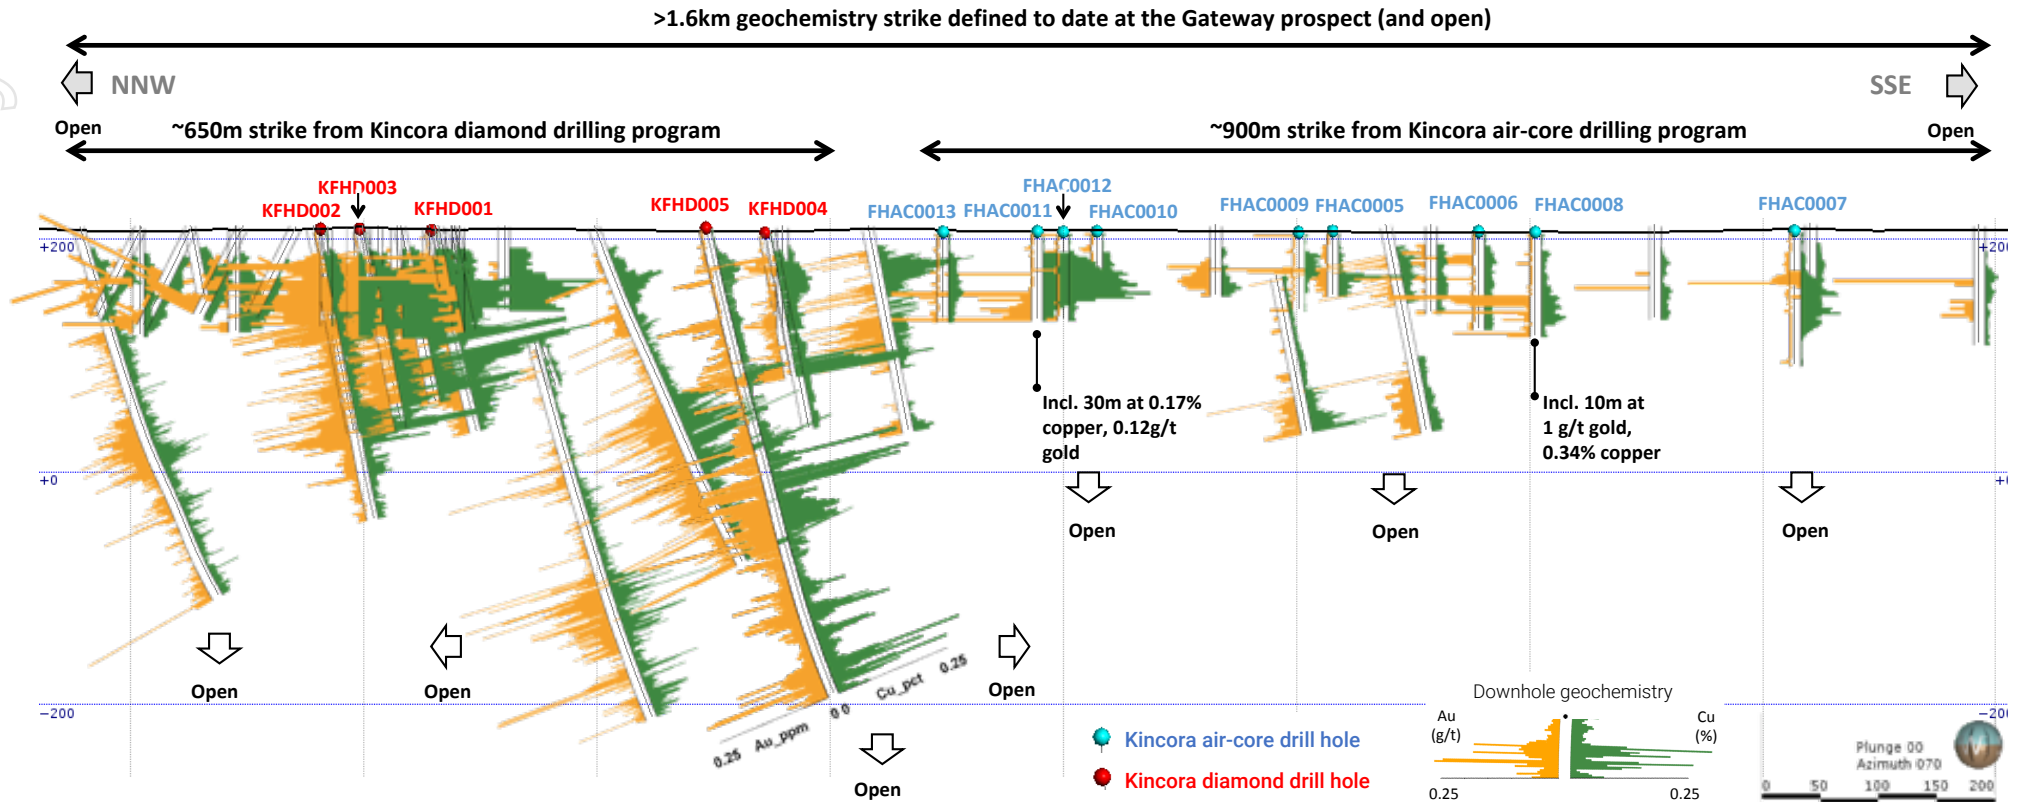 >1.6km geochemistry strike defined to date at the Gateway prospect (and open)
NNW
SSE
Open
~650m strike from Kincora diamond drilling program
~900m strike from Kincora air-core drilling program
Open
KFHD003
KFHD002
KFHD001
KFHD005
KFHD004
FHAC0012
FHAC0013
FHAC0011
FHAC0010
FHAC0009
FHAC0005
FHAC0006
FHAC0008
FHAC0007
+200
+200
Incl. 30m at 0.17%
copper, 0.12g/t
gold
Incl. 10m at
1 g/t gold,
0.34% copper
+0
+0
Open
Open
Open
Open
Open
Open
0.25 Au_ppm 0 0 Cu_pct 0.25
-200
-200
Open
Kincora air-core drill hole
Kincora diamond drill hole
Downhole geochemistry
Au
(g/t)
Cu
(%)
0.25
0.25
Plunge 00
Azimuth 070
0 50 100 150 200